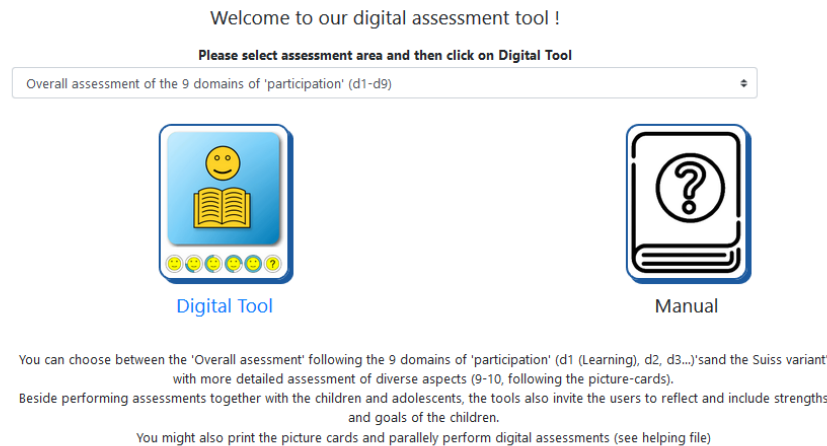 Welcome to our digital assessment tool !
Please select assessment area and then click on Digital Tool
Overall assessment of the 9 domains of 'participation' (d1-d9)
?
?
Digital Tool
Manual
You can choose between the 'Overall asessment' following the 9 domains of 'participation' (d1 (Learning), d2, d3...)'sand the Suiss variant'
with more detailed assessment of diverse aspects (9-10, following the picture-cards).
Beside performing assessments together with the children and adolescents, the tools also invite the users to reflect and include strengths
and goals of the children.
You might also print the picture cards and parallely perform digital assessments (see helping file)